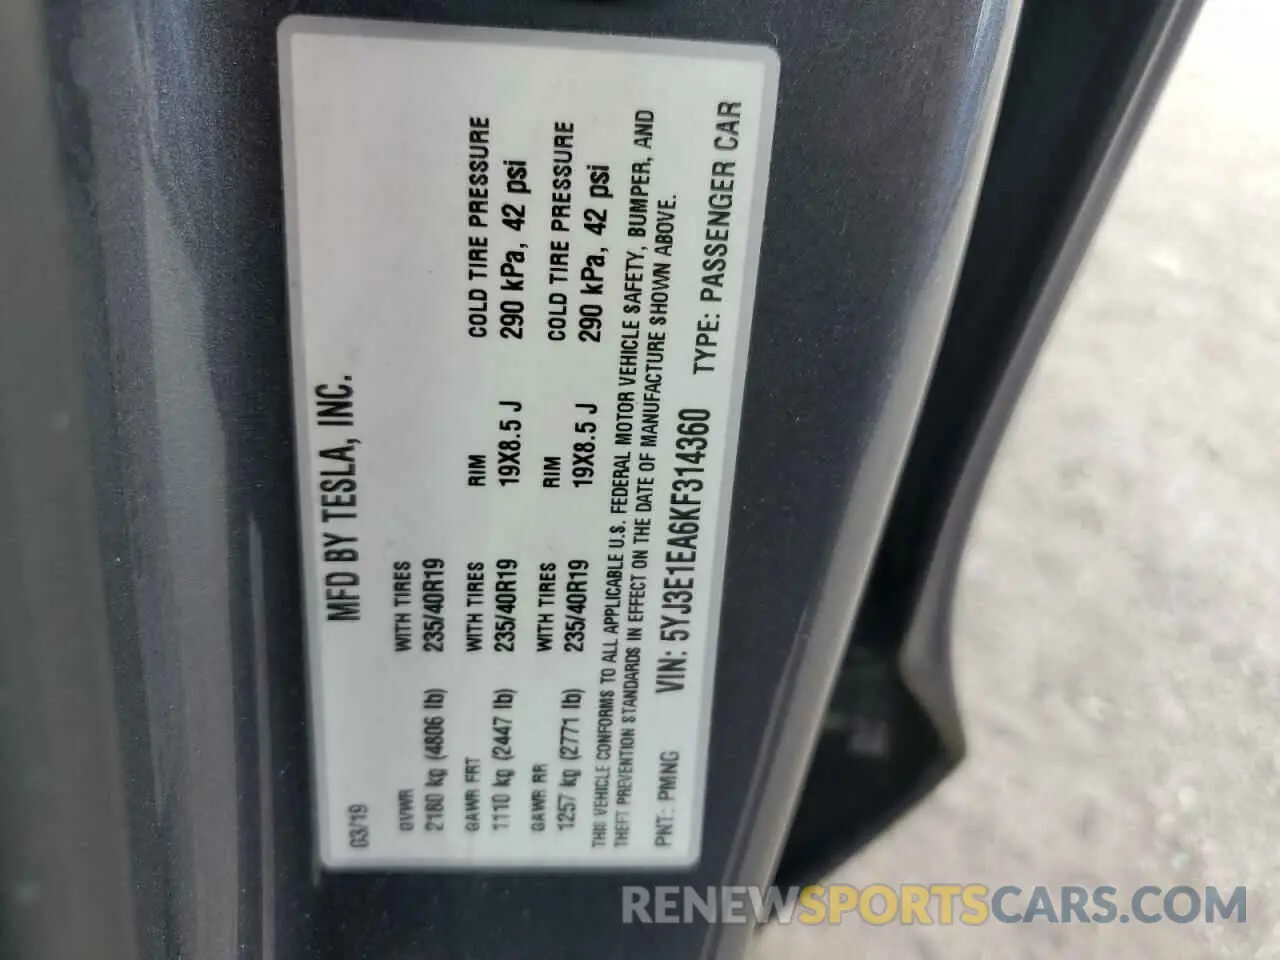 MFD BY TESLA, INC.
03/19
GVWR WITH TIRES
2180 kg (4806 lb) 235/40R19
GAWR FRT WITH TIRES RIM COLD TIRE PRESSURE
1110 kg (2447 lb) 235/40R19 19X8.5 J 290 kPa, 42 psi
GAWR RR WITH TIRES RIM COLD TIRE PRESSURE
1257 kg (2771 lb) 235/40R19 19X8.5 J 290 kPa, 42 psi
THIS VEHICLE CONFORMS TO ALL APPLICABLE U.S. FEDERAL MOTOR VEHICLE SAFETY, BUMPER, AND
THEFT PREVENTION STANDARDS IN EFFECT ON THE DATE OF MANUFACTURE SHOWN ABOVE.
PNT: PMNG VIN: 5YJ3E1EA6KF314360 TYPE: PASSENGER CAR
RENEWSPORTSCARS.COM